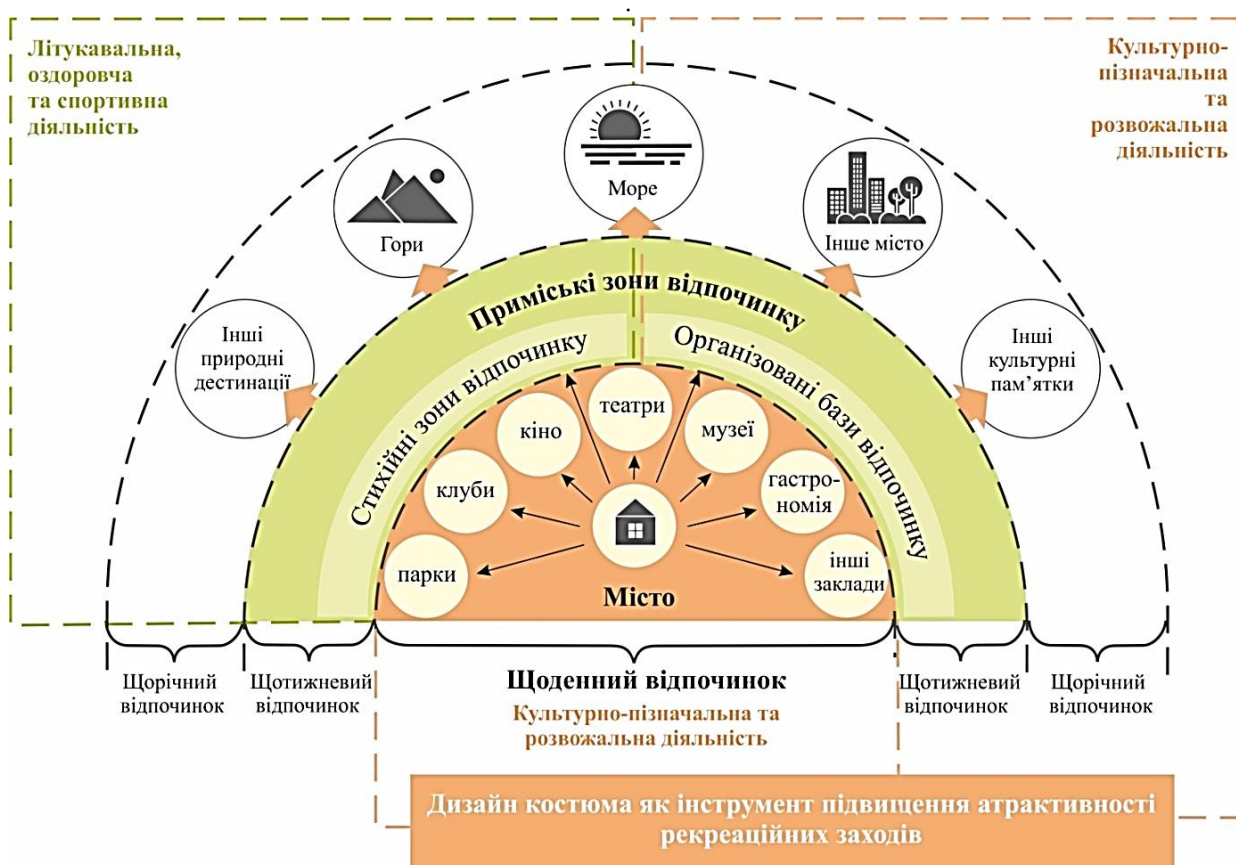 Літукавальна,
оздоровча
та спортивна
діяльність
Культурно-
пізначальна
та
розвожальна
діяльність
Море
Гори
Інше місто
Інші
природні
дестинації
Інші
культурні
пам’ятки
Приміські зони відпочинку
Стихійні зони відпочинку
Організовані бази відпочинку
театри
кіно
музеї
клуби
гастро-
номія
парки
інші
заклади
Місто
Щорічний
відпочинок
Щотижневий
відпочинок
Щоденний відпочинок
Культурно-пізначальна та
розвожальна діяльність
Щотижневий
відпочинок
Щорічний
відпочинок
Дизайн костюма як інструмент підвищення атрактивності
рекреаційних заходів